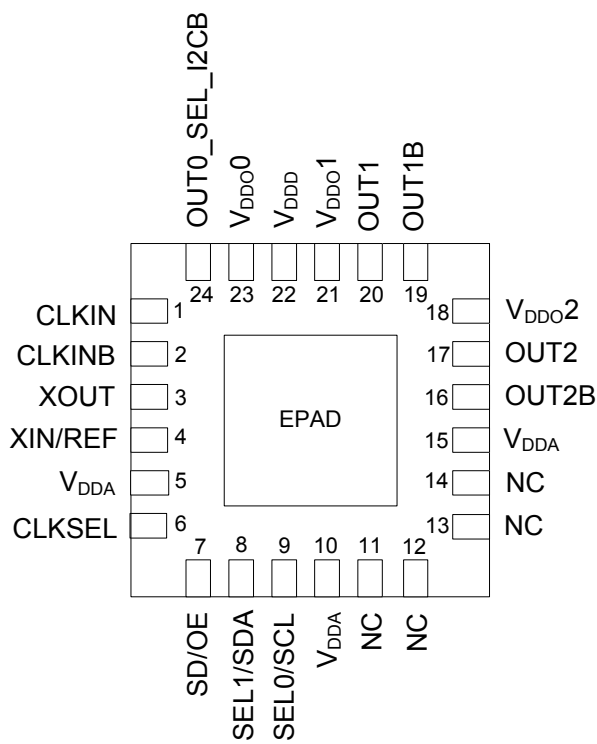 OUT0_SEL_I2CB
VDDO0
VDDD
VDDO1
OUT1
OUT1B
24
23
22
21
20
19
CLKIN
1
CLKINB
2
XOUT
3
XIN/REF
4
VDDA
5
CLKSEL
6
EPAD
18
VDDO2
17
OUT2
16
OUT2B
15
VDDA
14
NC
13
NC
7
8
9
10
11
12
SD/OE
SEL1/SDA
SEL0/SCL
VDDA
NC
NC